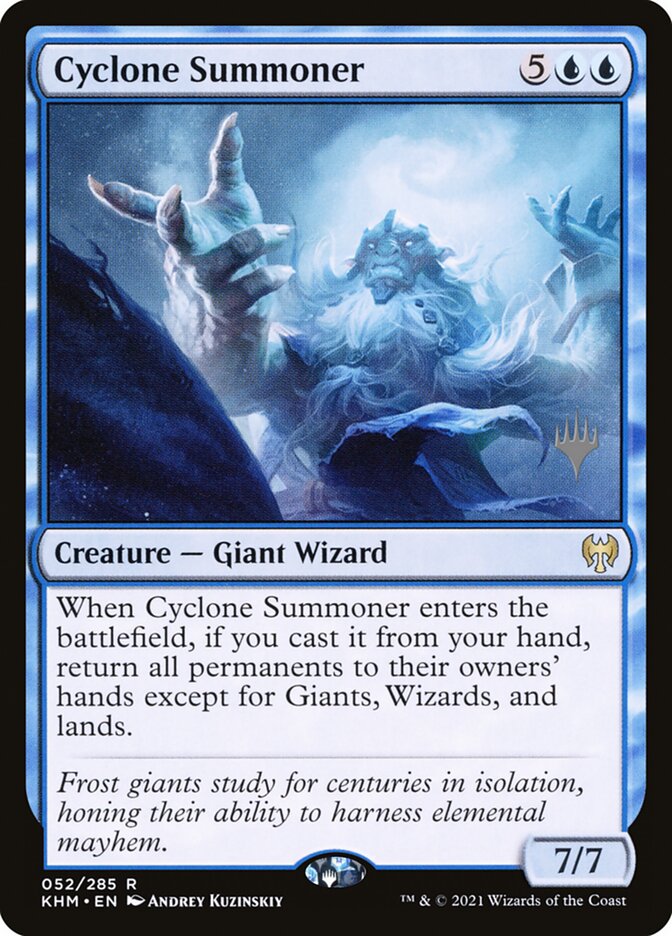 Cyclone Summoner 5
Creature — Giant Wizard
When Cyclone Summoner enters the
battlefield, if you cast it from your hand,
return all permanents to their owners'
hands except for Giants, Wizards, and
lands.
Frost giants study for centuries in isolation,
honing their ability to harness elemental
mayhem.
7/7
052/285 R
KHM • EN Andrey Kuzinskiy
™ & © 2021 Wizards of the Coast